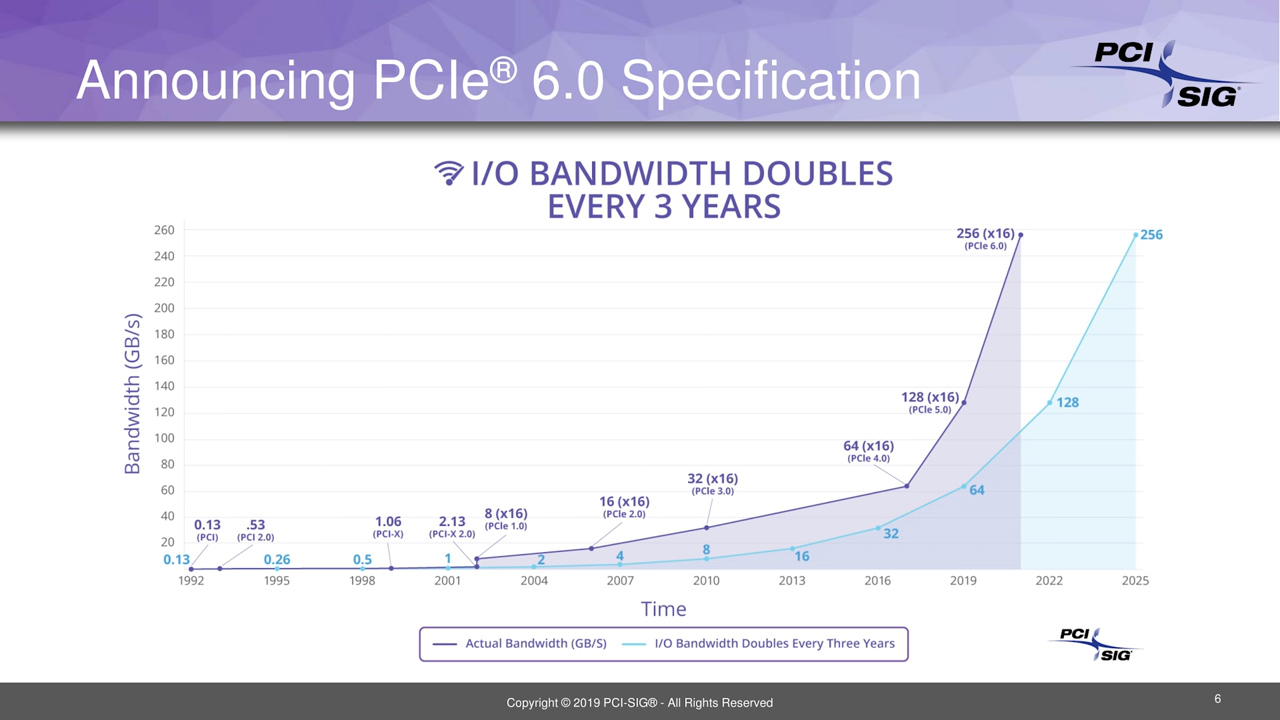 Announcing PCIe® 6.0 Specification
PCI
SIG®
I/O BANDWIDTH DOUBLES
EVERY 3 YEARS
Bandwidth (GB/s)
260
240
220
200
180
160
140
120
100
80
60
40
20
256 (x16)
(PCIe 6.0)
256
128 (x16)
(PCIe 5.0)
128
64 (x16)
(PCIe 4.0)
64
32 (x16)
(PCIe 3.0)
32
16 (x16)
(PCIe 2.0)
16
8 (x16)
(PCIe 1.0)
8
2.13
(PCI-X 2.0)
1.06
(PCI-X)
.53
(PCI 2.0)
0.13
(PCI)
0.13
0.26
0.5
1
2
4
1992 1995 1998 2001 2004 2007 2010 2013 2016 2019 2022 2025
Time
Actual Bandwidth (GB/S) I/O Bandwidth Doubles Every Three Years
PCI
SIG®
Copyright © 2019 PCI-SIG® - All Rights Reserved
6